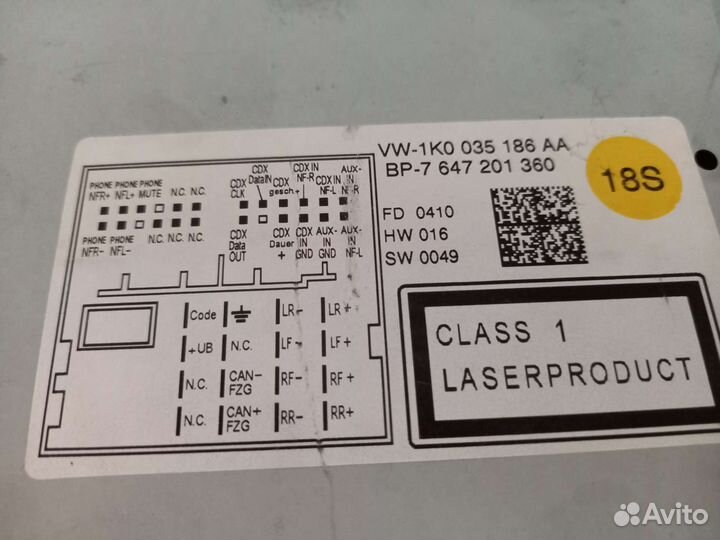 VW-1K0 035 186 AA
BP-7 647 201 360
18S
FD 0410
HW 016
SW 0049
CLASS 1
LASERPRODUCT
PHONE NFR+ PHONE NFL+ PHONE MUTE N.C. N.C.
PHONE NFR- PHONE NFL- N.C. N.C. N.C.
CDX CLK CDX DataIN CDX gesch.+ CDX IN NF-R CDX IN NF-L AUX-IN NF-R
CDX Data OUT CDX Dauer + CDX IN GND AUX-IN GND AUX-IN NF-L
Code LR- LR+
+UB N.C. LF- LF+
N.C. CAN-FZG RF- RF+
N.C. CAN+FZG RR- RR+
Avito